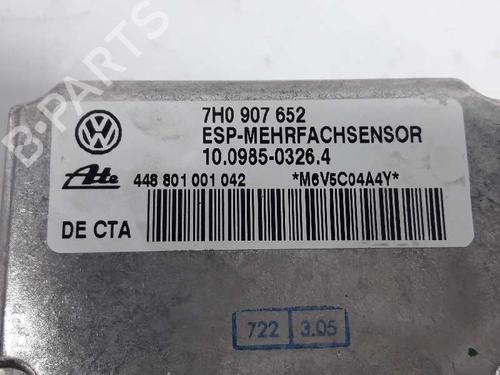 7H0 907 652
ESP-MEHRFACHSENSOR
10.0985-0326.4
Ate
448 801 001 042 *M6V5C04A4Y*
DE CTA
722 3.05
B-PARTS